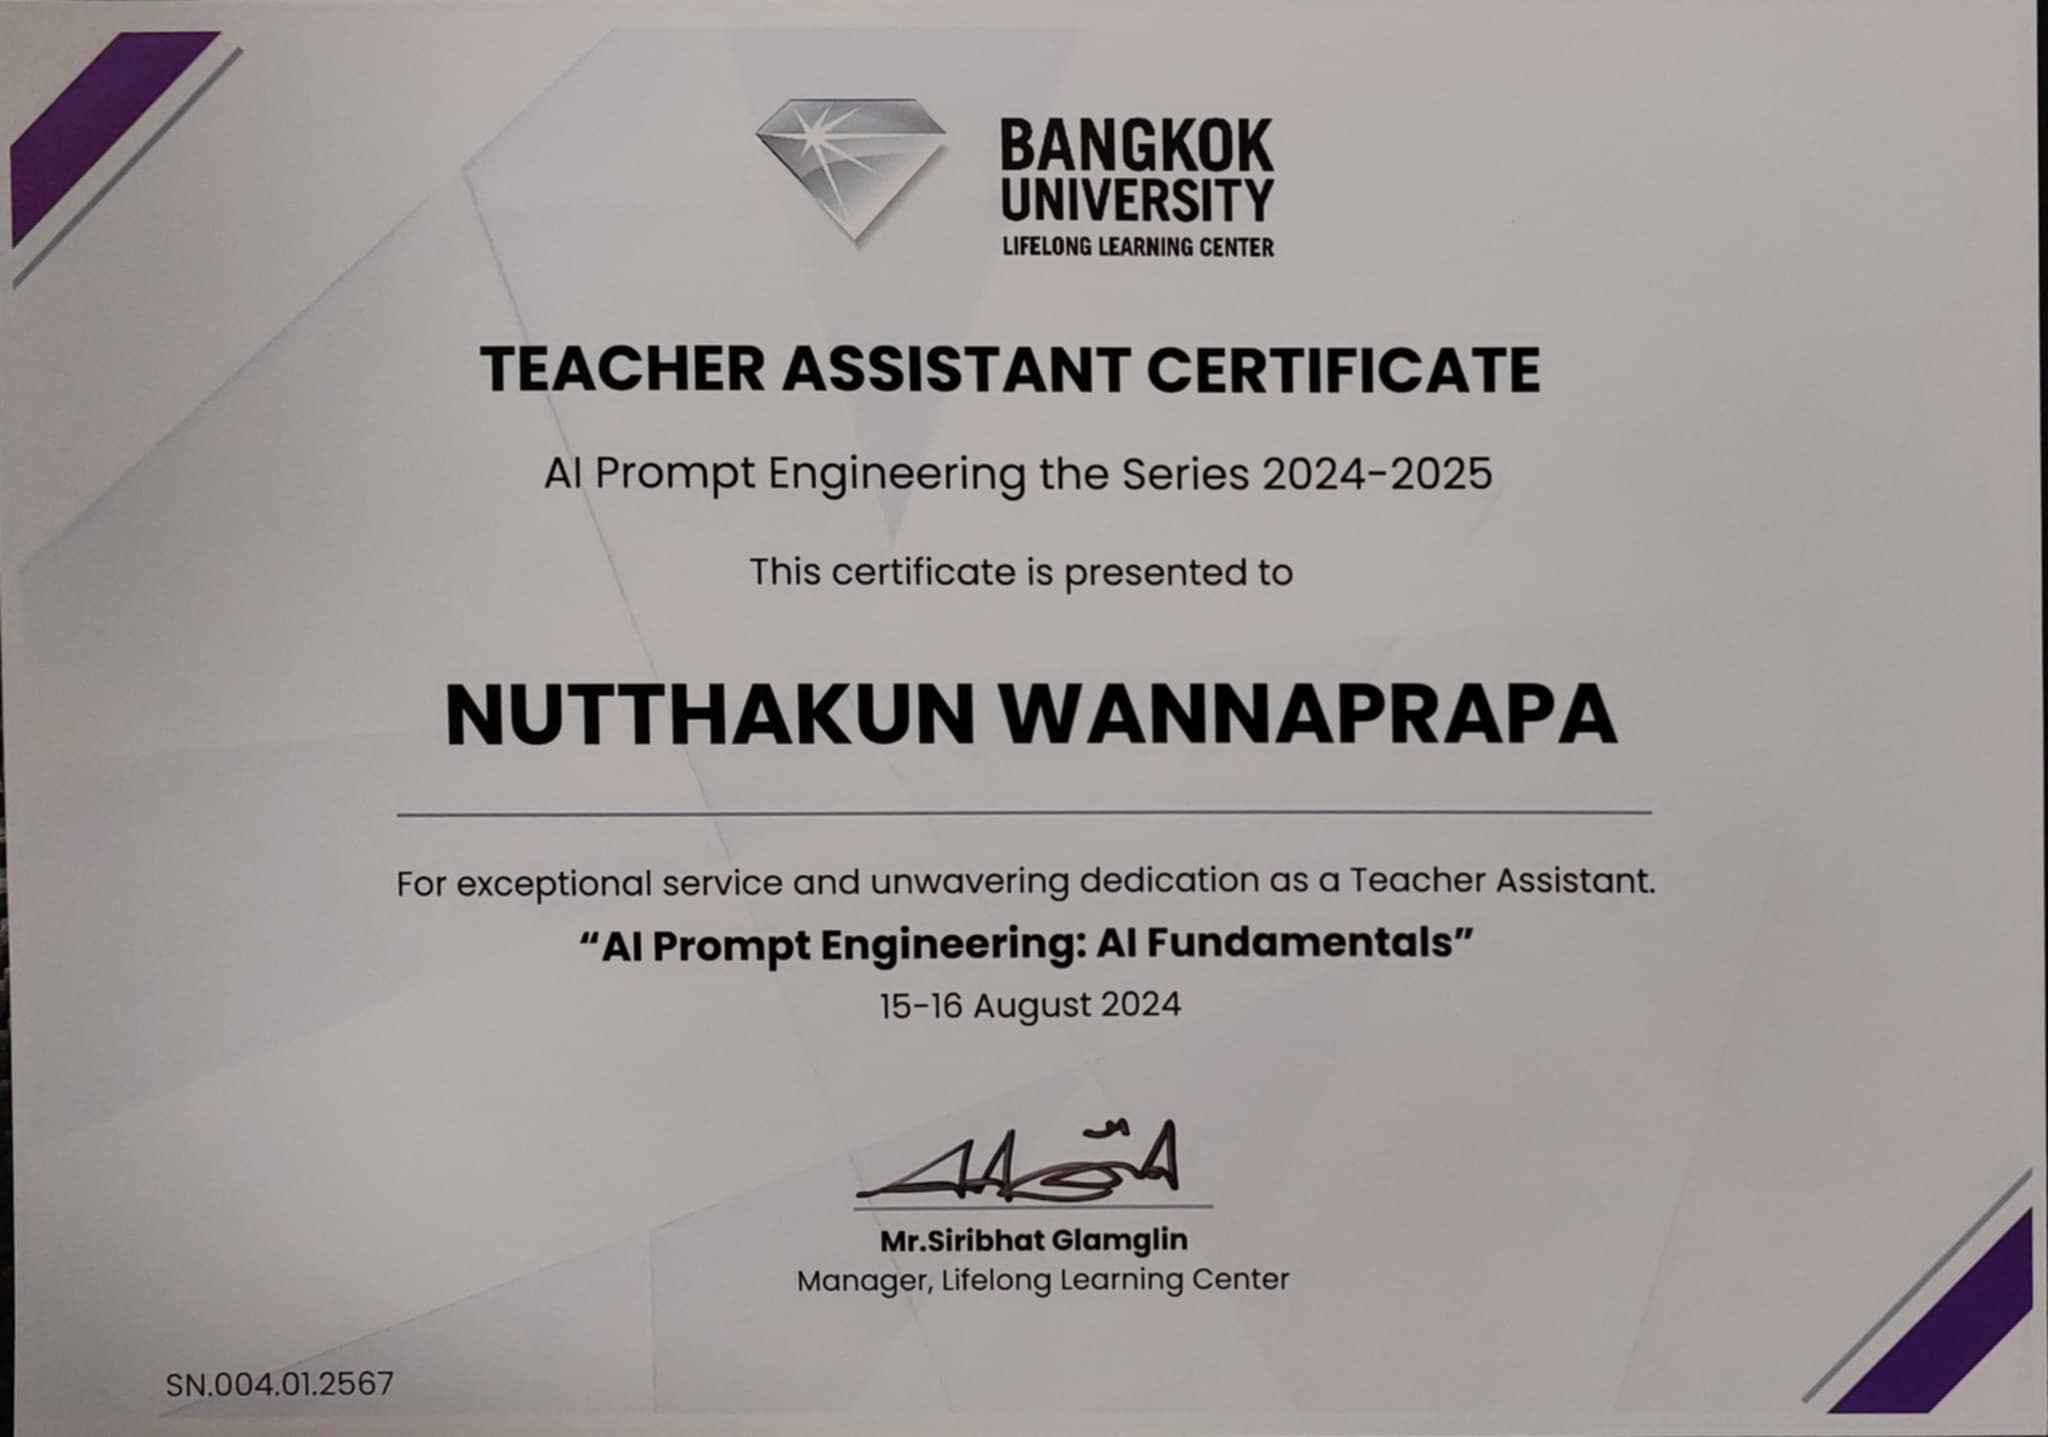 BANGKOK
UNIVERSITY
LIFELONG LEARNING CENTER
TEACHER ASSISTANT CERTIFICATE
AI Prompt Engineering the Series 2024-2025
This certificate is presented to
NUTTHAKUN WANNAPRAPA
For exceptional service and unwavering dedication as a Teacher Assistant.
“AI Prompt Engineering: AI Fundamentals”
15-16 August 2024
Mr.Siribhat Glamglin
Manager, Lifelong Learning Center
SN.004.01.2567